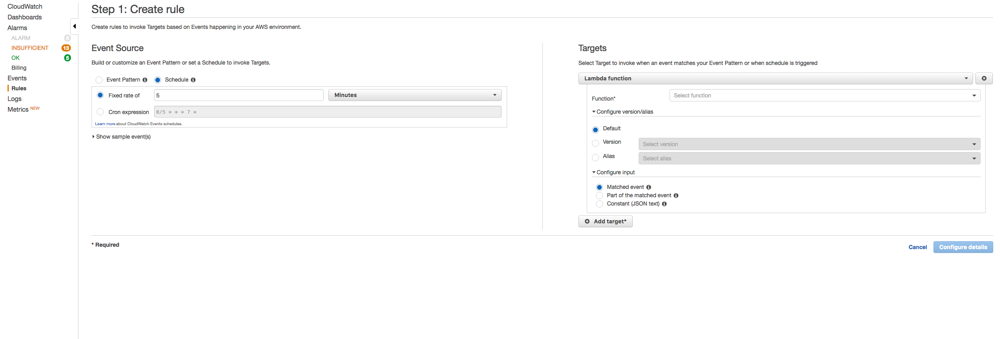 CloudWatch
Dashboards
Alarms
ALARM 0
INSUFFICIENT 13
OK 5
Billing
Events
Rules
Logs
Metrics NEW
Step 1: Create rule
Create rules to invoke Targets based on Events happening in your AWS environment.
Event Source
Build or customize an Event Pattern or set a Schedule to invoke Targets.
Event Pattern Schedule
Fixed rate of 5 Minutes
Cron expression 0/5 * * * ? *
Learn more about CloudWatch Events schedules.
Show sample event(s)
Targets
Select Target to invoke when an event matches your Event Pattern or when schedule is triggered
Lambda function
Function* Select function
Configure version/alias
Default
Version Select version
Alias Select alias
Configure input
Matched event
Part of the matched event
Constant (JSON text)
Add target*
* Required
Cancel Configure details